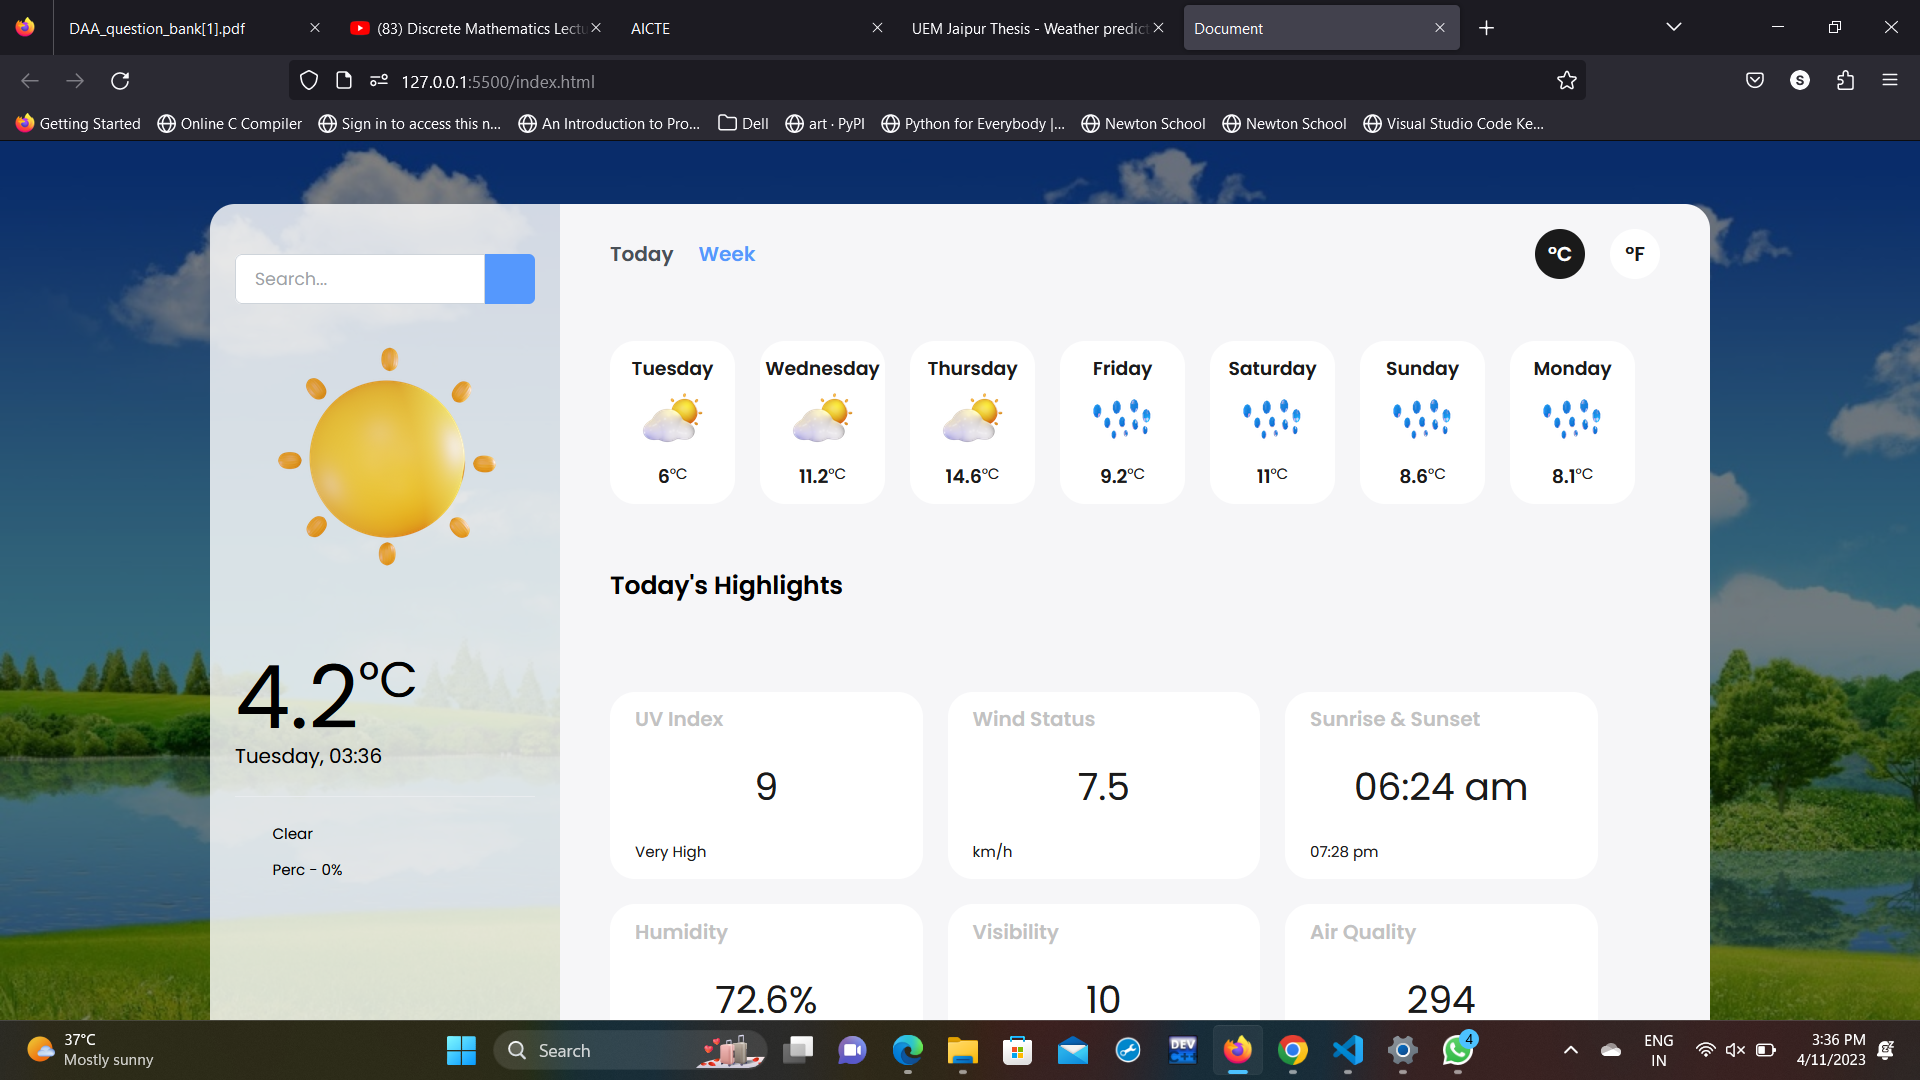 DAA_question_bank[1].pdf
(83) Discrete Mathematics Lectu
AICTE
UEM Jaipur Thesis - Weather predict
Document
127.0.0.1:5500/index.html
S
Getting Started
Online C Compiler
Sign in to access this n...
An Introduction to Pro...
Dell
art · PyPI
Python for Everybody |...
Newton School
Newton School
Visual Studio Code Ke...
Search...
Today
Week
°C
°F
Tuesday
Wednesday
Thursday
Friday
Saturday
Sunday
Monday
6°C
11.2°C
14.6°C
9.2°C
11°C
8.6°C
8.1°C
Today's Highlights
4.2°C
Tuesday, 03:36
Clear
Perc - 0%
UV Index
Wind Status
Sunrise & Sunset
9
7.5
06:24 am
Very High
km/h
07:28 pm
Humidity
Visibility
Air Quality
72.6%
10
294
37°C
Mostly sunny
Search
DEV
C++
4
ENG
IN
3:36 PM
4/11/2023